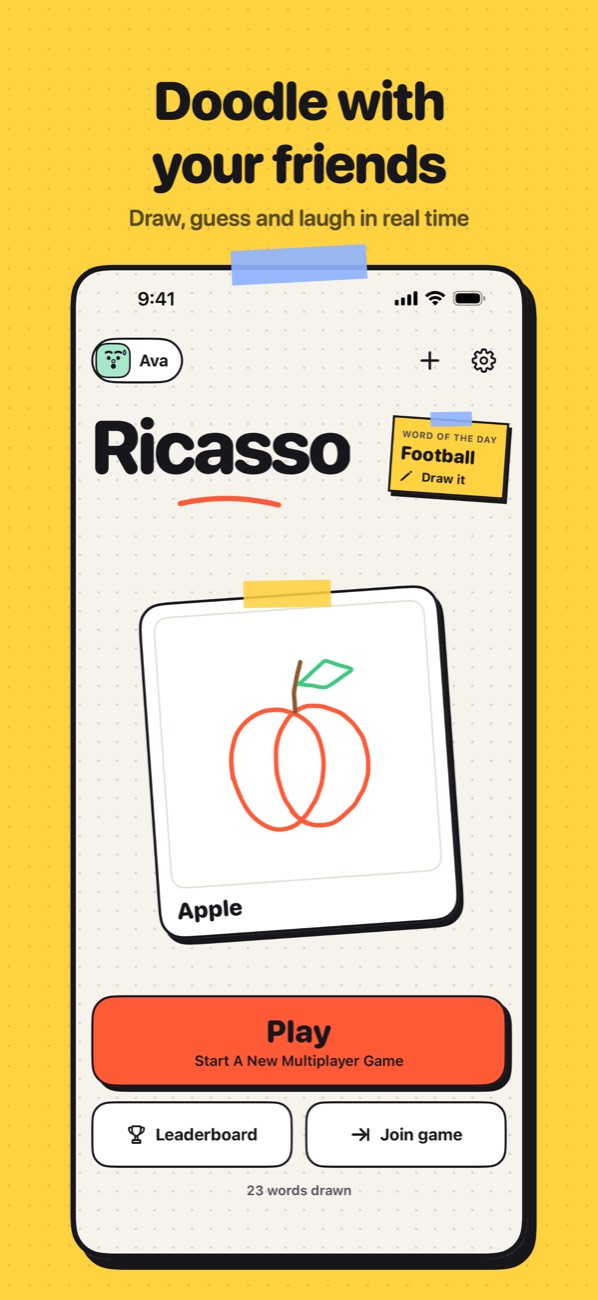 Doodle with
your friends
Draw, guess and laugh in real time
9:41
Ava
Ricasso
WORD OF THE DAY
Football
Draw it
Apple
Play
Start A New Multiplayer Game
Leaderboard
Join game
23 words drawn